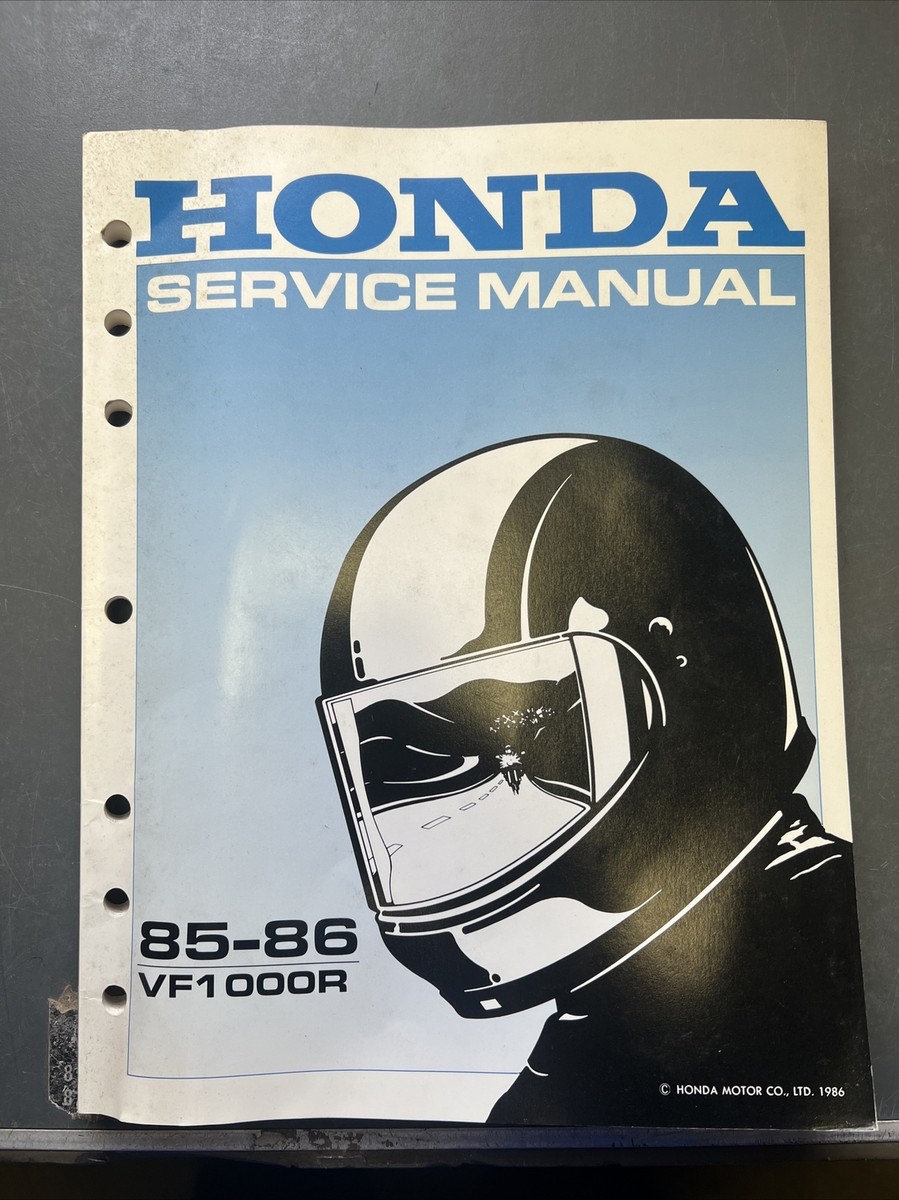 HONDA
SERVICE MANUAL
85-86
VF1000R
© HONDA MOTOR CO., LTD. 1986